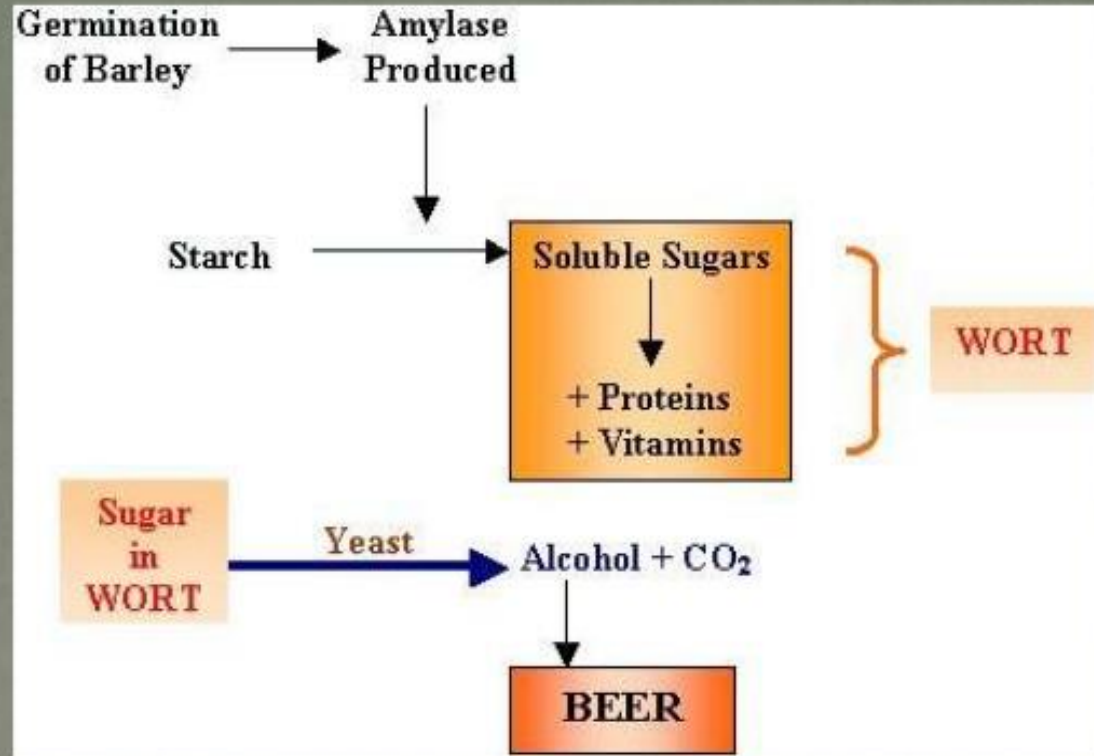 Germination
of Barley
Amylase
Produced
Starch
Soluble Sugars
+ Proteins
+ Vitamins
WORT
Sugar
in
WORT
Yeast
Alcohol + CO₂
BEER